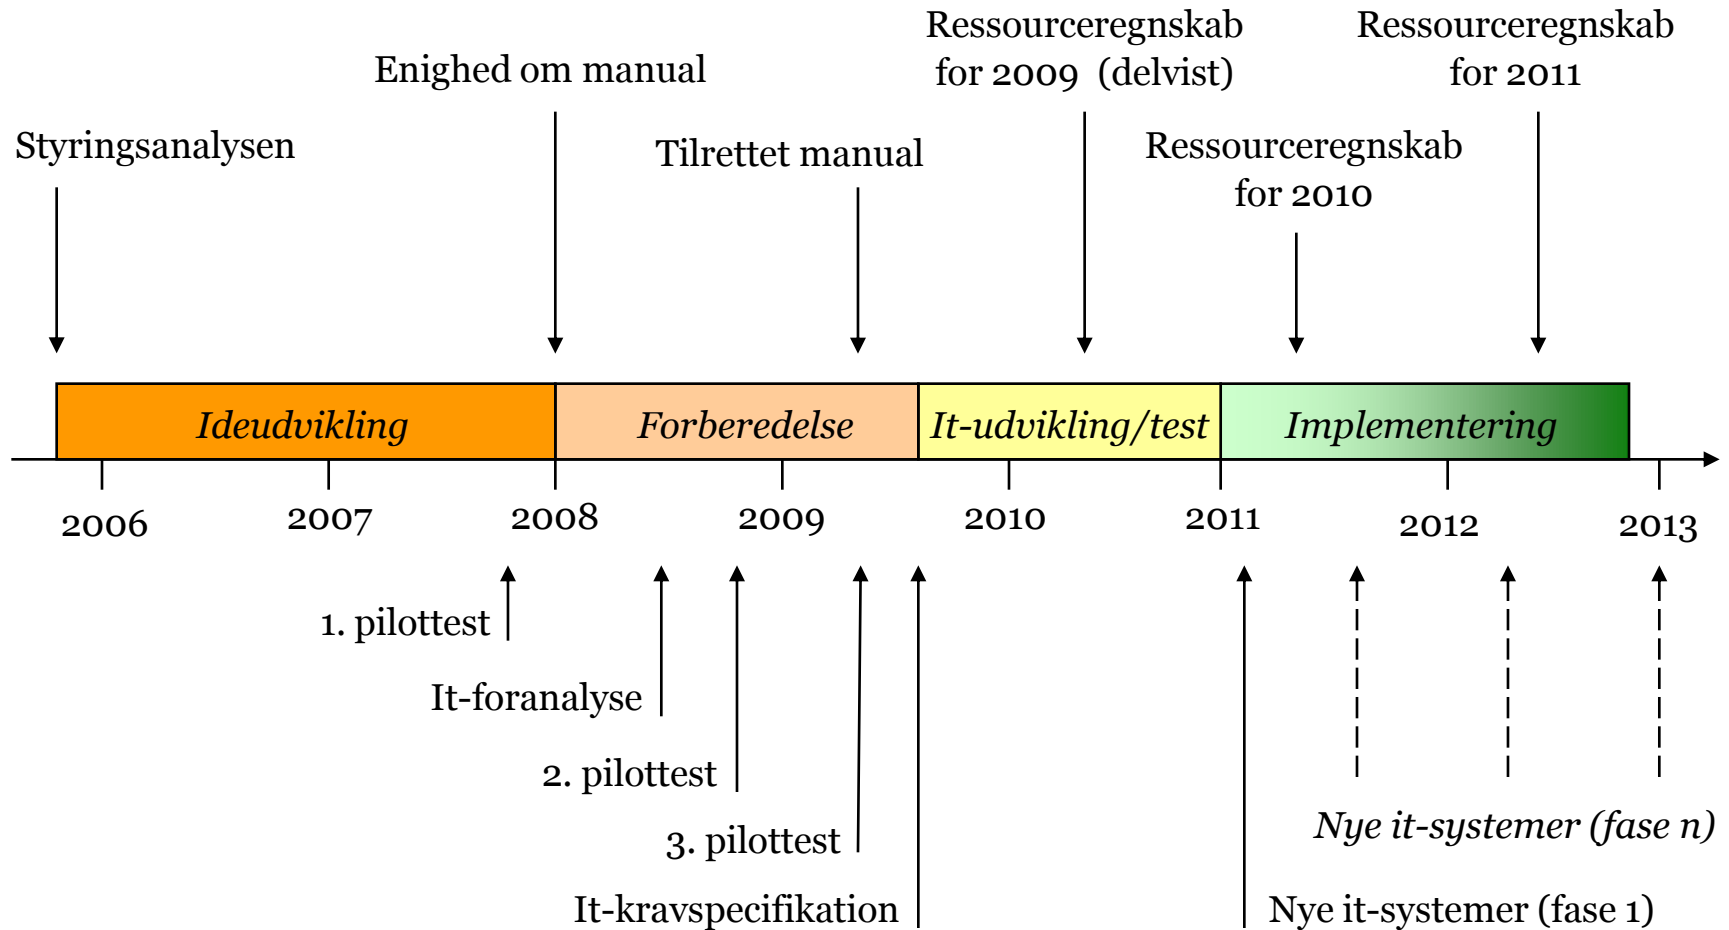 Styringsanalysen
Enighed om manual
Tilrettet manual
Ressourceregnskab
for 2009 (delvist)
Ressourceregnskab
for 2010
Ressourceregnskab
for 2011
Ideudvikling
Forberedelse
It-udvikling/test
Implementering
2006
2007
2008
2009
2010
2011
2012
2013
1. pilottest
It-foranalyse
2. pilottest
3. pilottest
It-kravspecifikation
Nye it-systemer (fase n)
Nye it-systemer (fase 1)